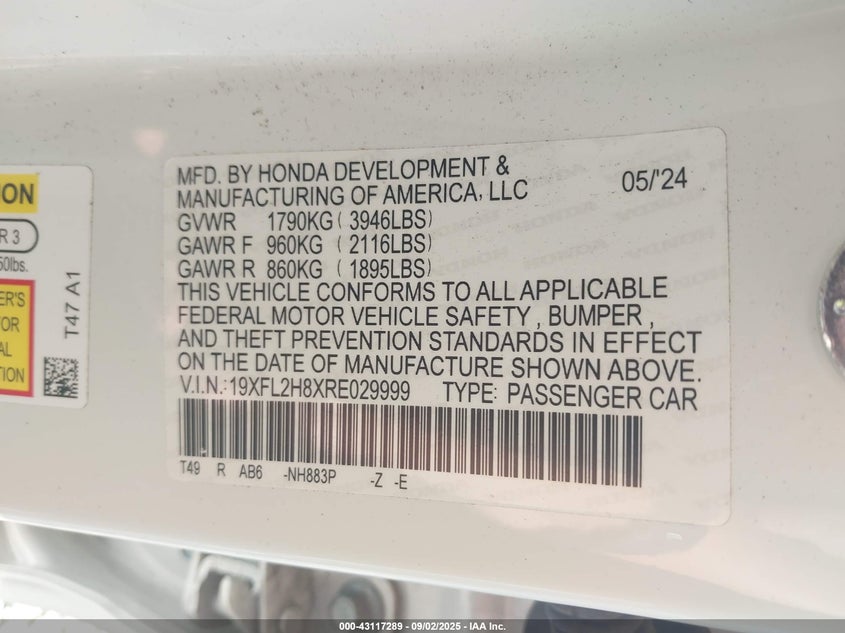 MFD. BY HONDA DEVELOPMENT &
MANUFACTURING OF AMERICA, LLC 05/'24
GVWR 1790KG ( 3946LBS)
GAWR F 960KG ( 2116LBS)
GAWR R 860KG ( 1895LBS)
THIS VEHICLE CONFORMS TO ALL APPLICABLE
FEDERAL MOTOR VEHICLE SAFETY , BUMPER ,
AND THEFT PREVENTION STANDARDS IN EFFECT
ON THE DATE OF MANUFACTURE SHOWN ABOVE.
V.I.N.:19XFL2H8XRE029999 TYPE: PASSENGER CAR
T49 R AB6 -NH883P -Z -E
R 3
T47 A1
000-43117289 - 09/02/2025 - IAA Inc.